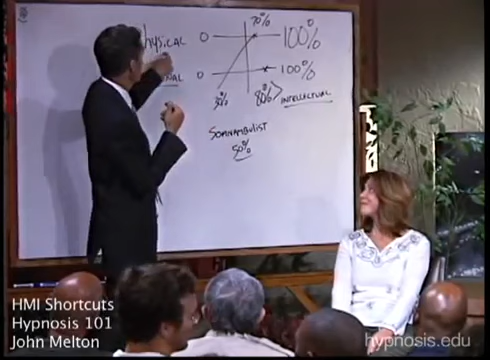 hysical 0 70% 100%
0 100%
30% 80% > INTELLECTUAL
SOMNAMBULIST
50%
HMI Shortcuts
Hypnosis 101
John Melton
hypnosis.edu